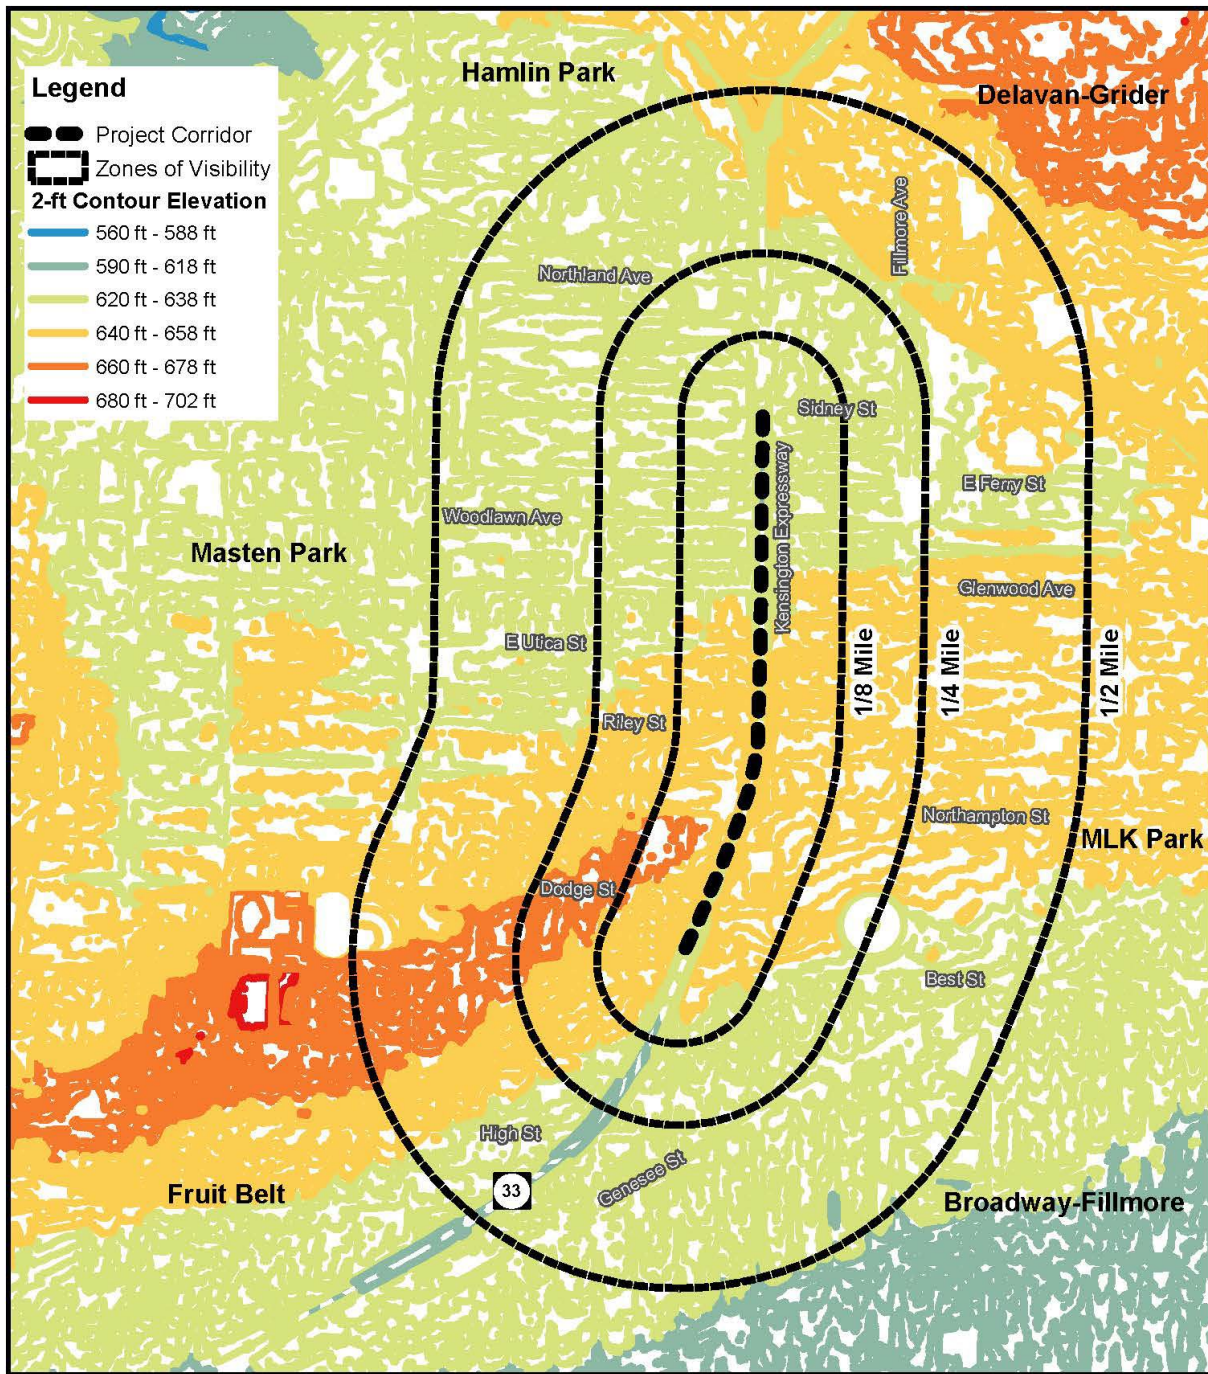 Hamlin Park
Delavan-Grider
Legend
Project Corridor
Zones of Visibility
2-ft Contour Elevation
560 ft - 588 ft
590 ft - 618 ft
620 ft - 638 ft
640 ft - 658 ft
660 ft - 678 ft
680 ft - 702 ft
Fillmore Ave
Northland Ave
Sidney St
Kensington Expressway
E Ferry St
Woodlawn Ave
Masten Park
Glenwood Ave
E Utica St
1/8 Mile
1/4 Mile
1/2 Mile
Riley St
Northampton St
MLK Park
Dodge St
Best St
High St
Genesee St
33
Fruit Belt
Broadway-Fillmore